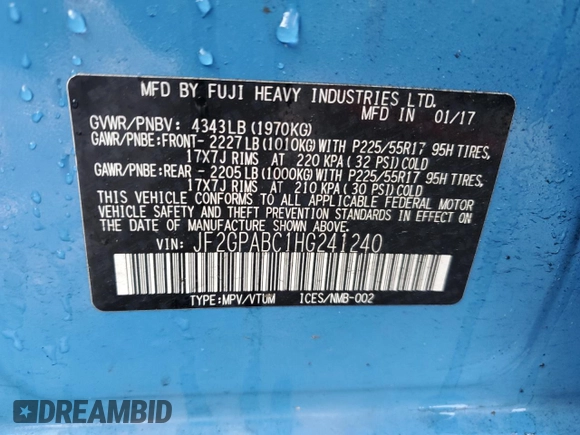 MFD BY FUJI HEAVY INDUSTRIES LTD.
MFD IN 01/17
GVWR/PNBV: 4343LB (1970KG)
GAWR/PNBE:FRONT- 2227LB (1010KG) WITH P225/55R17 95H TIRES,
17X7J RIMS AT 220 KPA (32 PSI) COLD
GAWR/PNBE:REAR - 2205LB (1000KG) WITH P225/55R17 95H TIRES,
17X7J RIMS AT 210 KPA (30 PSI) COLD
THIS VEHICLE CONFORMS TO ALL APPLICABLE FEDERAL MOTOR
VEHICLE SAFETY AND THEFT PREVENTION STANDARDS IN EFFECT ON
THE DATE OF MANUFACTURE SHOWN ABOVE.
VIN: JF2GPABC1HG241240
TYPE:MPV/VTUM ICES/NMB-002
DREAMBID